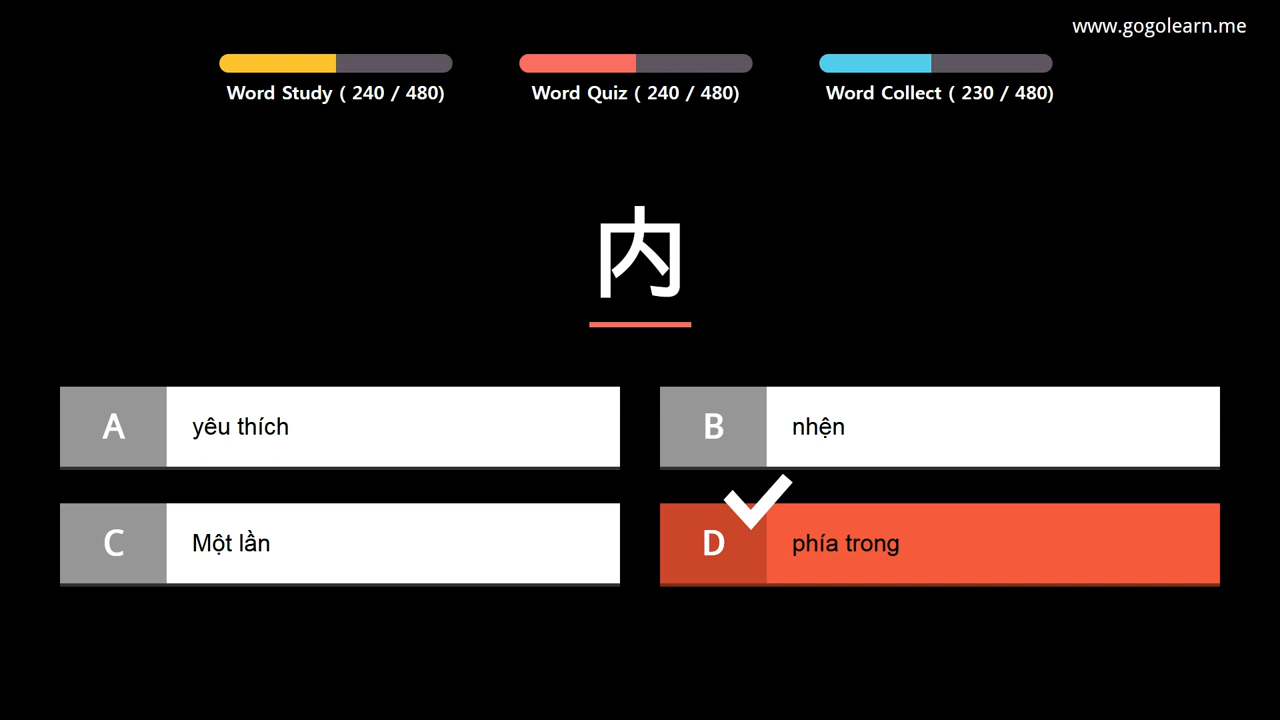 www.gogolearn.me
Word Study ( 240 / 480)
Word Quiz ( 240 / 480)
Word Collect ( 230 / 480)
内
A yêu thích
B nhện
C Một lần
D phía trong